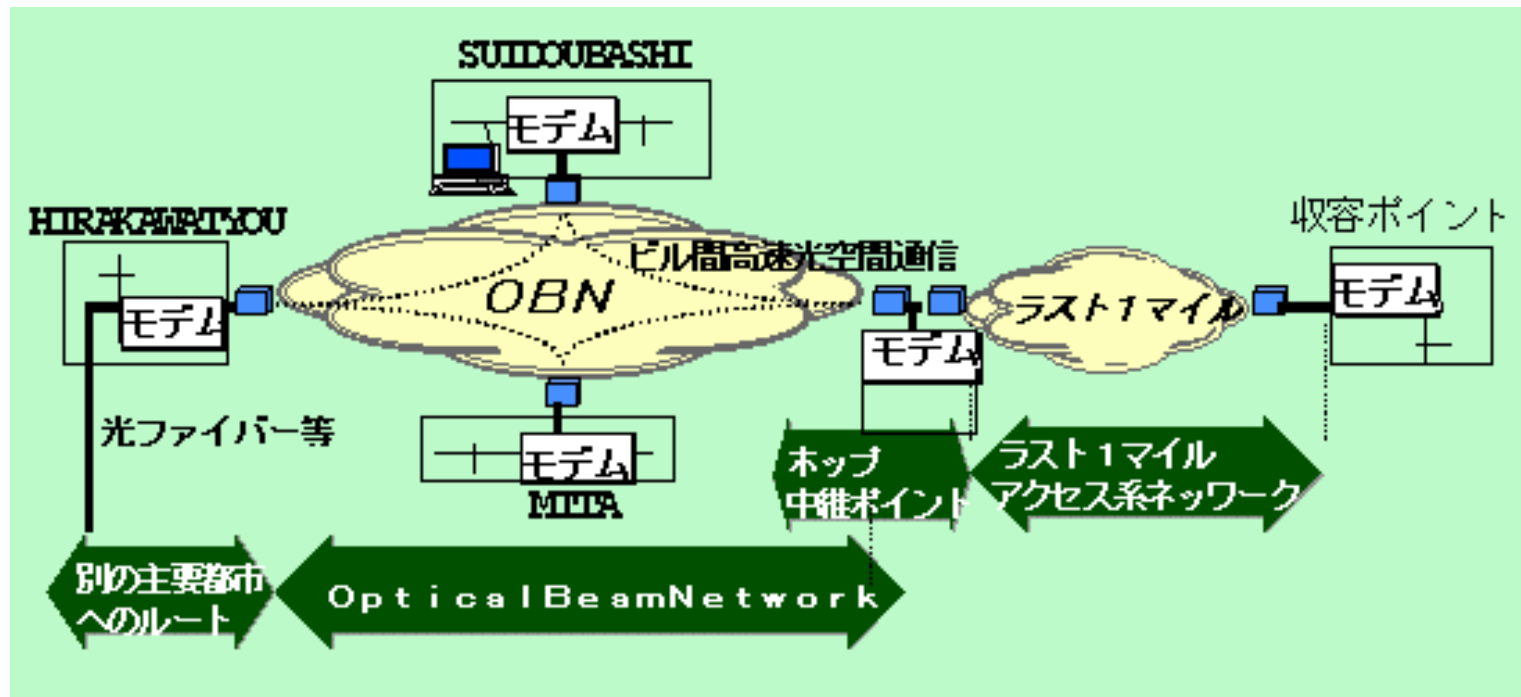 SUIDOUBASHI
モデム
HIRAKAWATYOU
モデム
ビル間高速光空間通信
OBN
収容ポイント
モデム
ラスト1マイル
モデム
光ファイバー等
モデム
MITA
ホップ
中継ポイント
ラスト1マイル
アクセス系ネッワーク
別の主要都市
へのルート
OpticalBeamNetwork